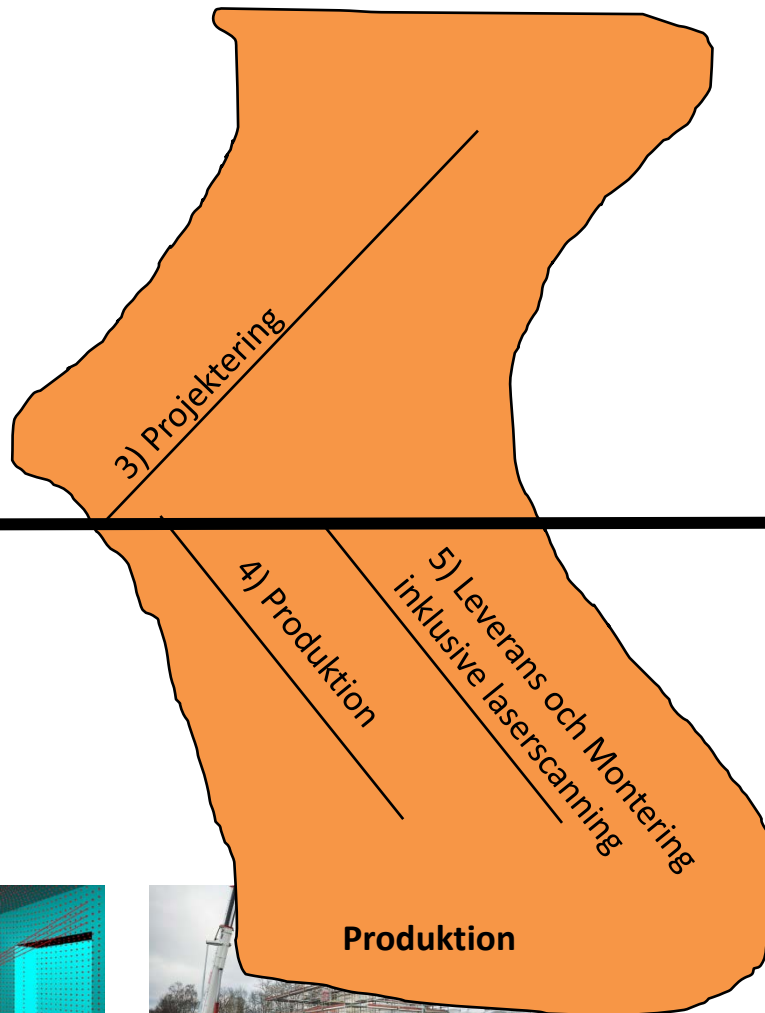 3) Projektering
4) Produktion
5) Leverans och Montering
inklusive laserscanning
Produktion